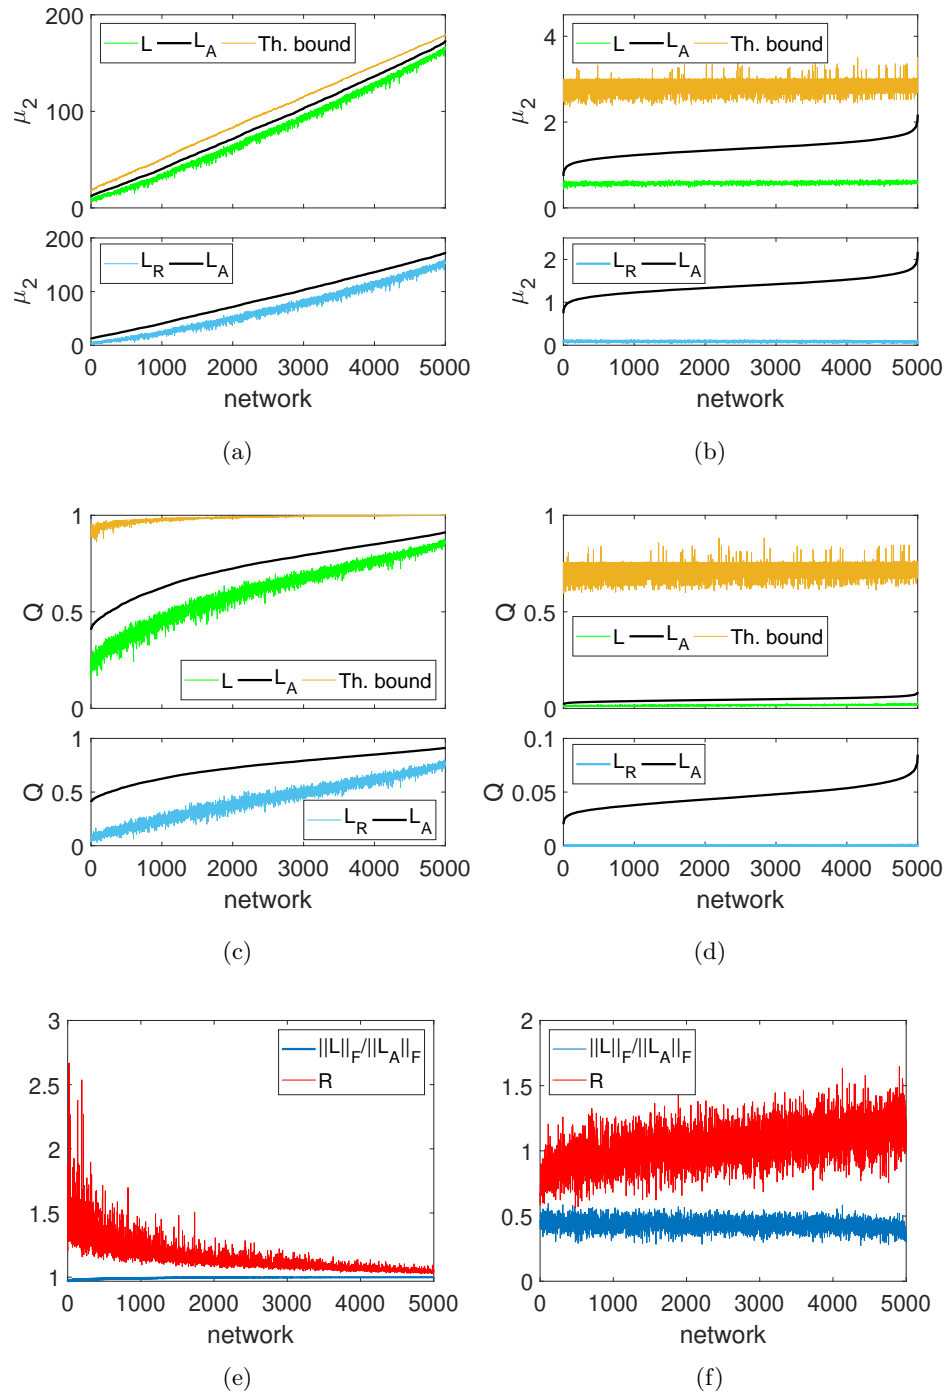 200
100
0
μ2
L L_A Th. bound
200
100
0
μ2
L_R L_A
0 1000 2000 3000 4000 5000
network
(a)
4
2
0
μ2
L L_A Th. bound
2
1
0
μ2
L_R L_A
0 1000 2000 3000 4000 5000
network
(b)
1
0.5
0
Q
L L_A Th. bound
1
0.5
0
Q
L_R L_A
0 1000 2000 3000 4000 5000
network
(c)
1
0.5
0
Q
L L_A Th. bound
0.1
0.05
0
Q
L_R L_A
0 1000 2000 3000 4000 5000
network
(d)
3
2.5
2
1.5
1
||L||_F/||L_A||_F
R
0 1000 2000 3000 4000 5000
network
(e)
2
1.5
1
0.5
0
||L||_F/||L_A||_F
R
0 1000 2000 3000 4000 5000
network
(f)